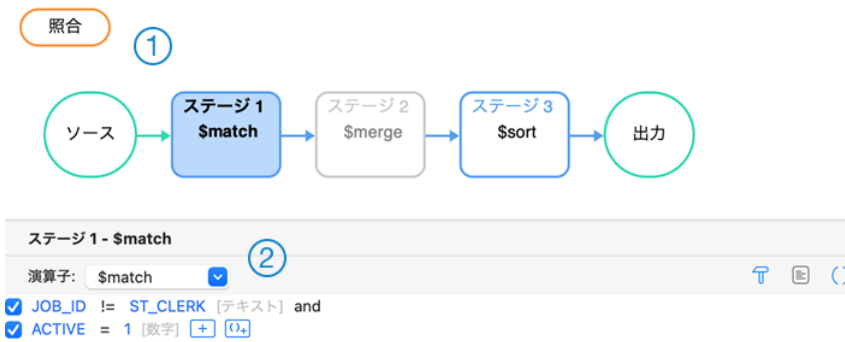 照合
①
ソース
ステージ 1
$match
ステージ 2
$merge
ステージ 3
$sort
出力
ステージ 1 - $match
②
演算子: $match
JOB_ID != ST_CLERK [テキスト] and
ACTIVE = 1 [数字] + ()+